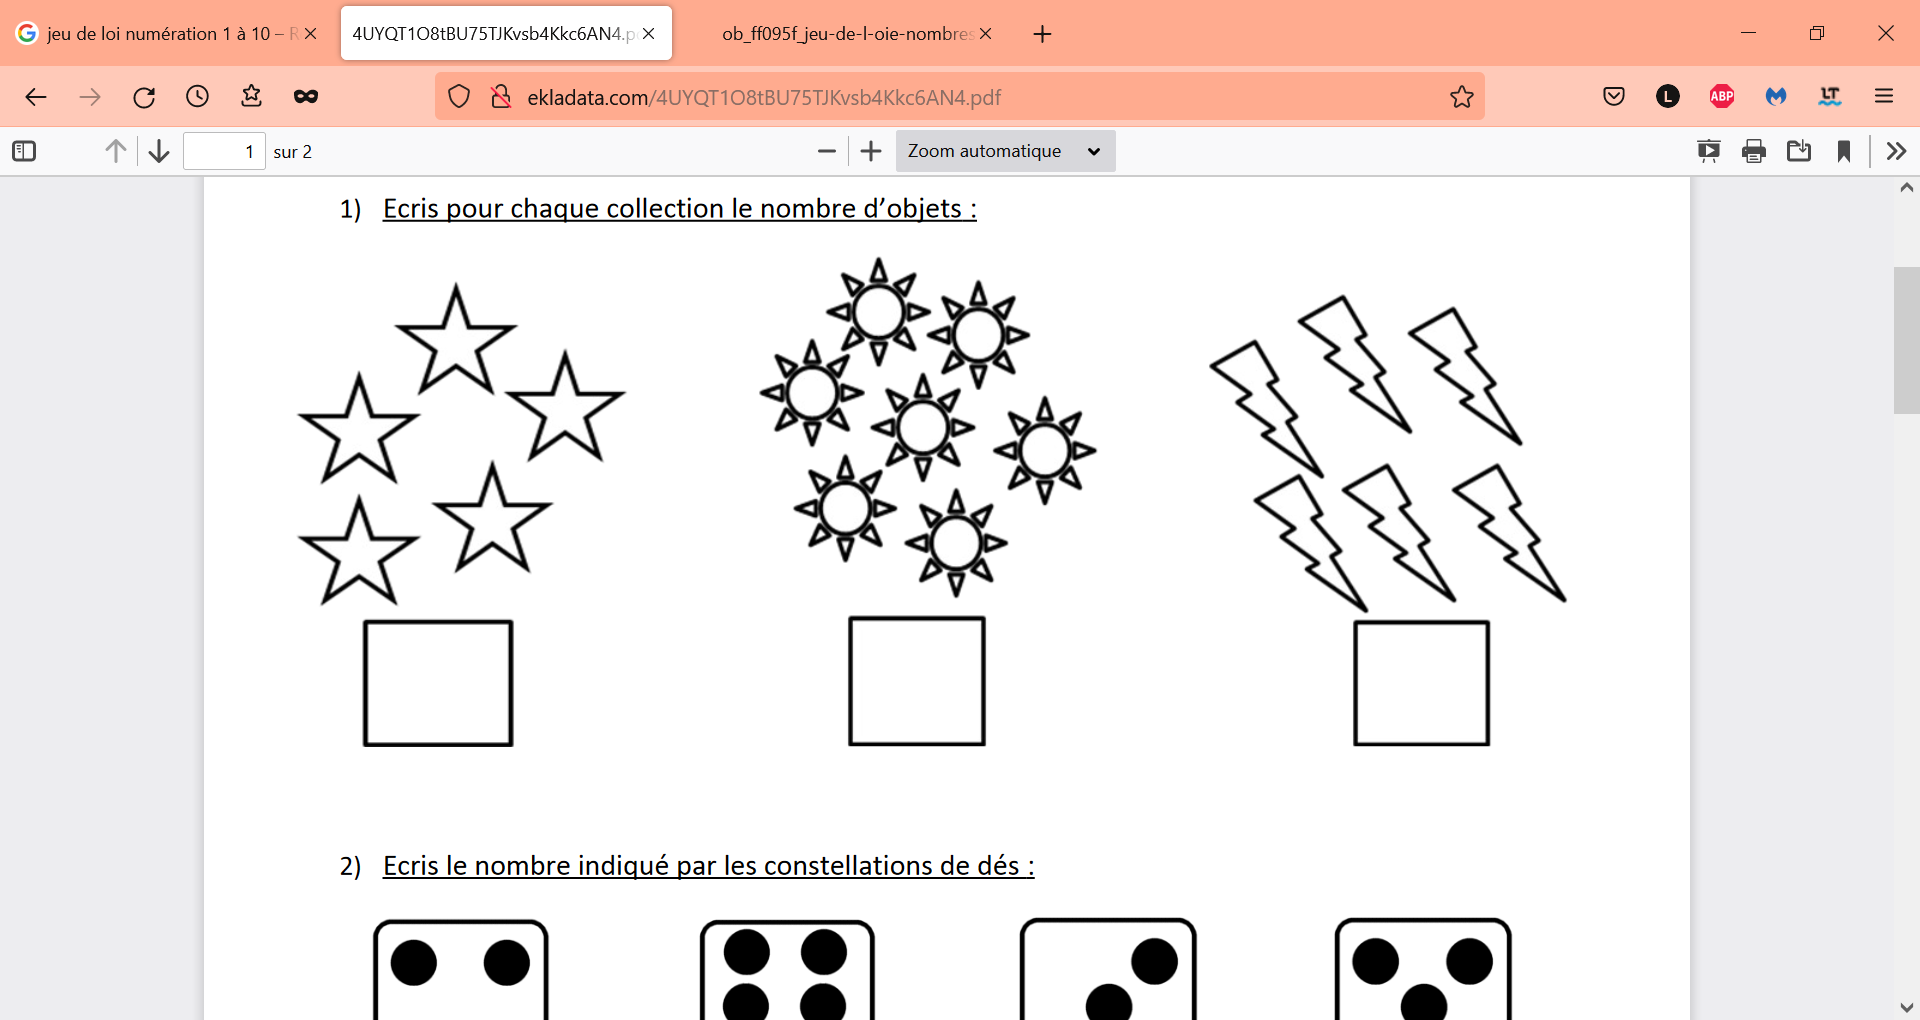 jeu de loi numération 1 à 10 – R
4UYQT1O8tBU75TJKvsb4Kkc6AN4.p
ob_ff095f_jeu-de-l-oie-nombres
ekladata.com/4UYQT1O8tBU75TJKvsb4Kkc6AN4.pdf
L
ABP
LT
1 sur 2
Zoom automatique
1) Ecris pour chaque collection le nombre d’objets :
2) Ecris le nombre indiqué par les constellations de dés :